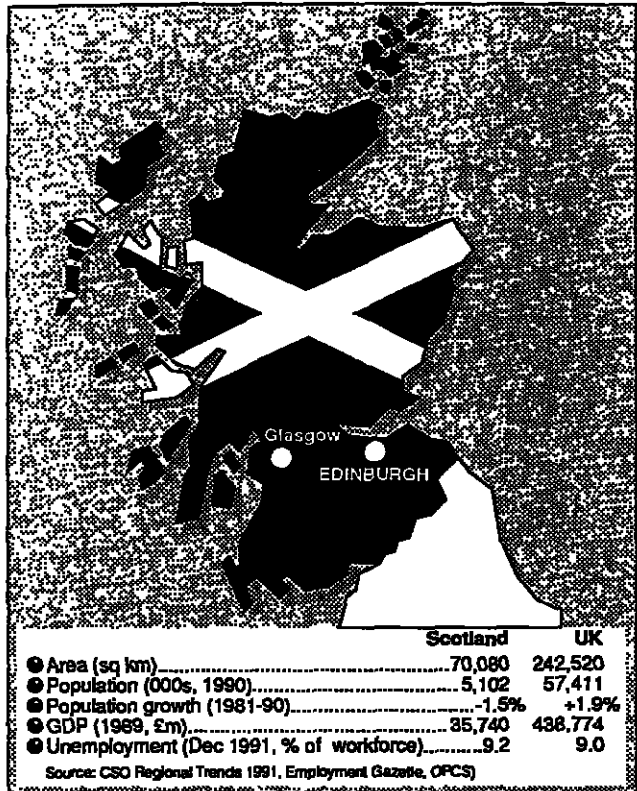 Glasgow
EDINBURGH
Scotland UK
Area (sq km) 70,080 242,520
Population (000s, 1990) 5,102 57,411
Population growth (1981-90) -1.5% +1.9%
GDP (1989, £m) 35,740 436,774
Unemployment (Dec 1991, % of workforce) 9.2 9.0
Source: CSO Regional Trends 1991, Employment Gazette, OPCS)